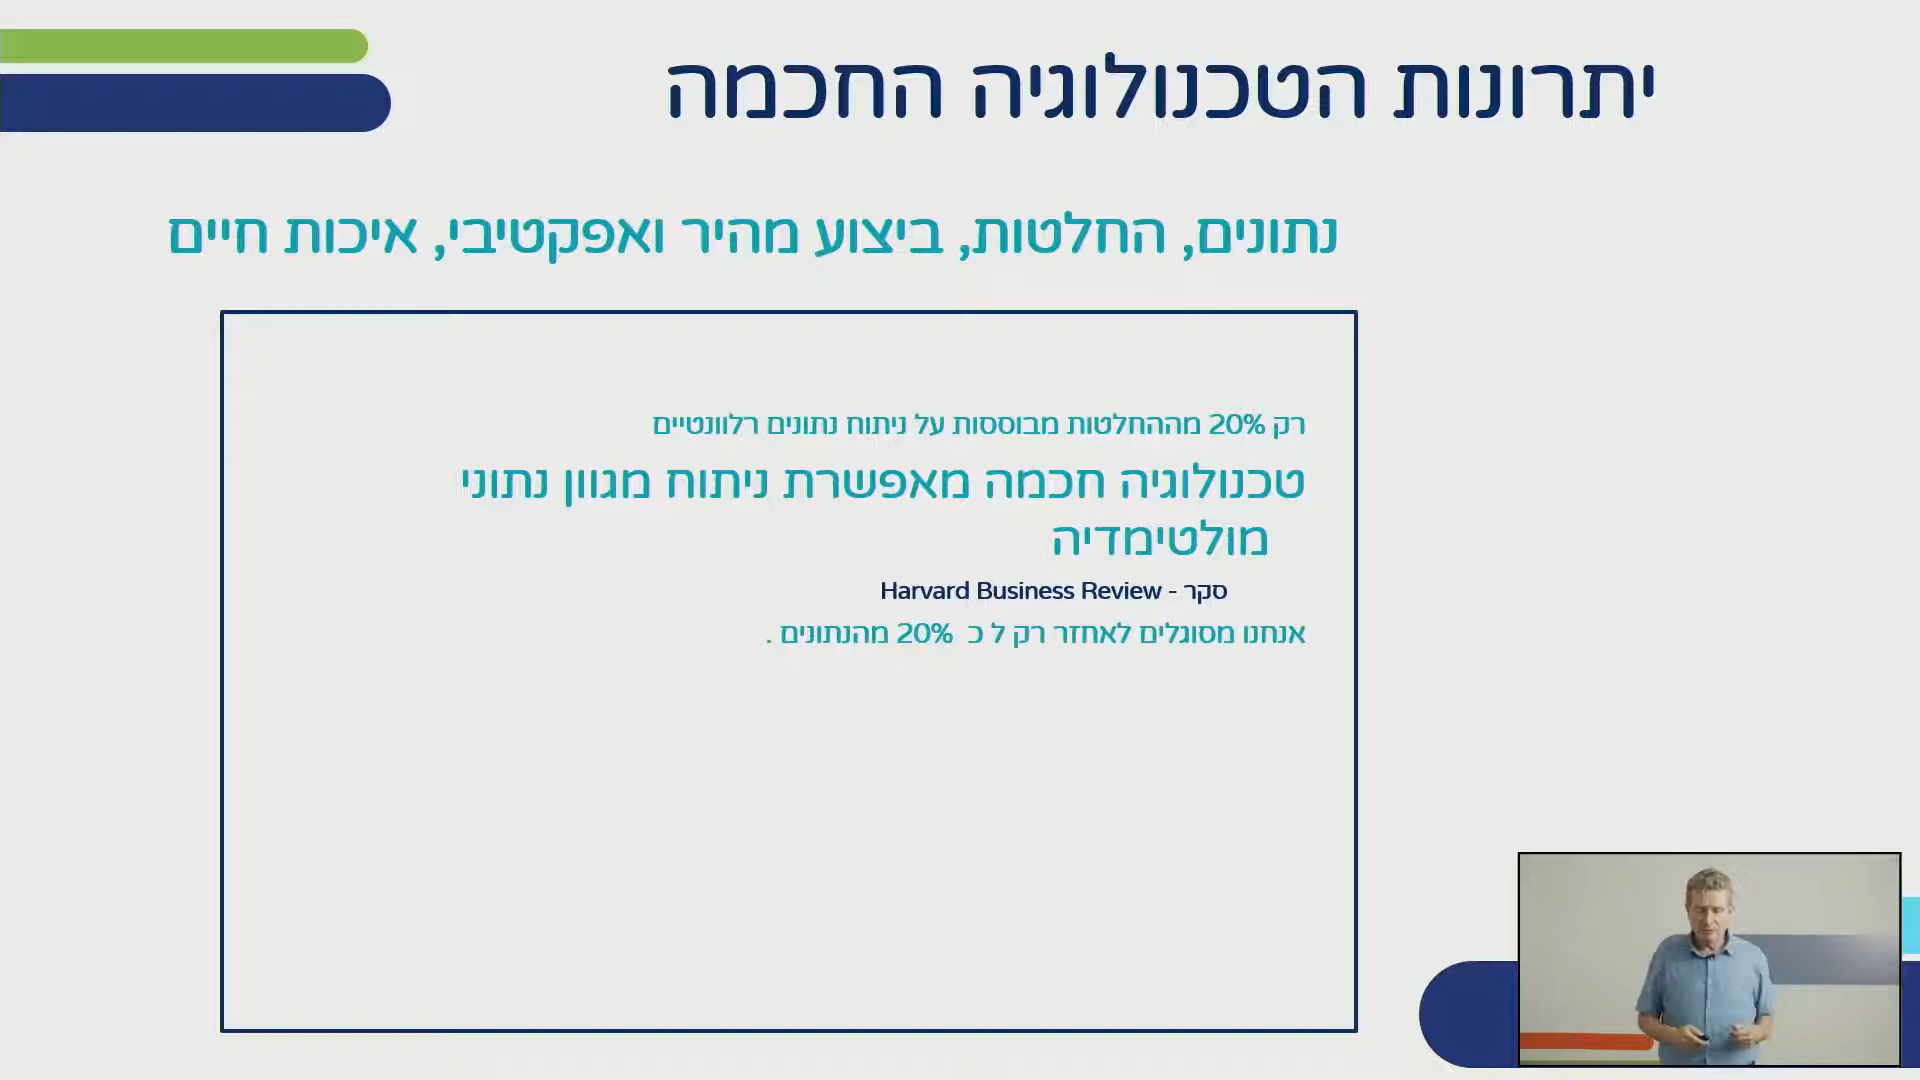 יתרונות הטכנולוגיה החכמה
נתונים, החלטות, ביצוע מהיר ואפקטיבי, איכות חיים
רק 20% מההחלטות מבוססות על ניתוח נתונים רלוונטיים
טכנולוגיה חכמה מאפשרת ניתוח מגוון נתוני
מולטימדיה
סקר - Harvard Business Review
אנחנו מסוגלים לאחזר רק ל כ  20% מהנתונים .